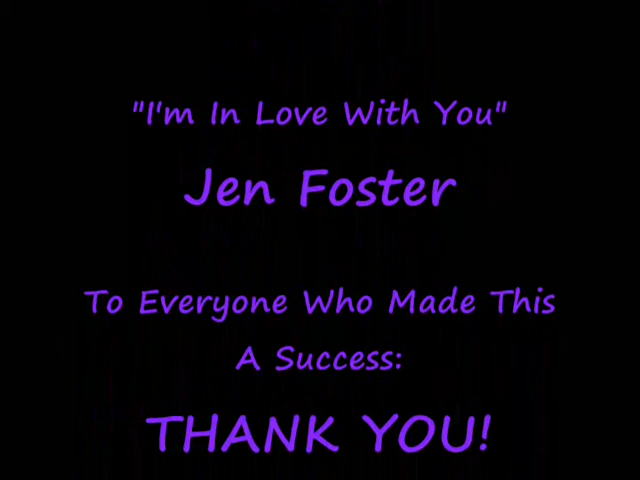 "I'm In Love With You"
Jen Foster
To Everyone Who Made This
A Success:
THANK YOU!